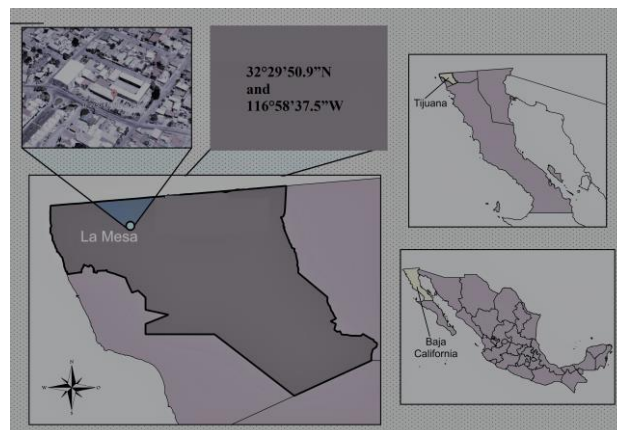 32°29'50.9”N
and
116°58'37.5”W
Tijuana
La Mesa
Baja
California
N
W
O
S